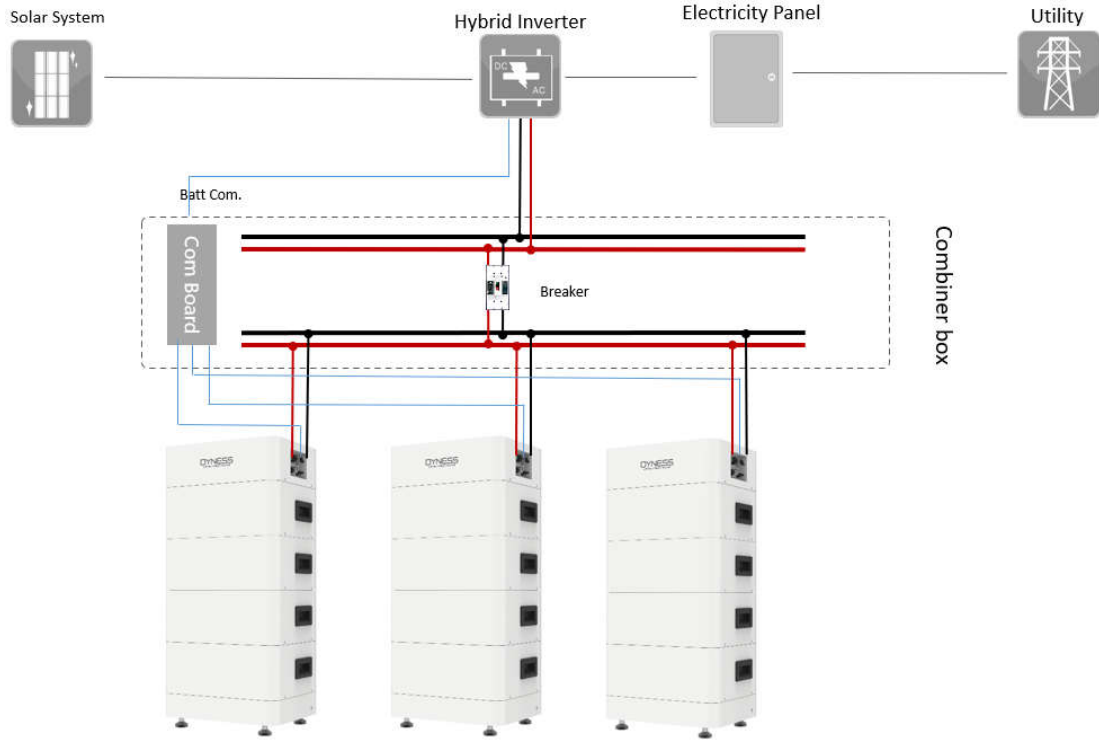 Solar System
Hybrid Inverter
Electricity Panel
Utility
DC
AC
Batt Com.
Com Board
Breaker
Combiner box
DYNESS
DYNESS
DYNESS